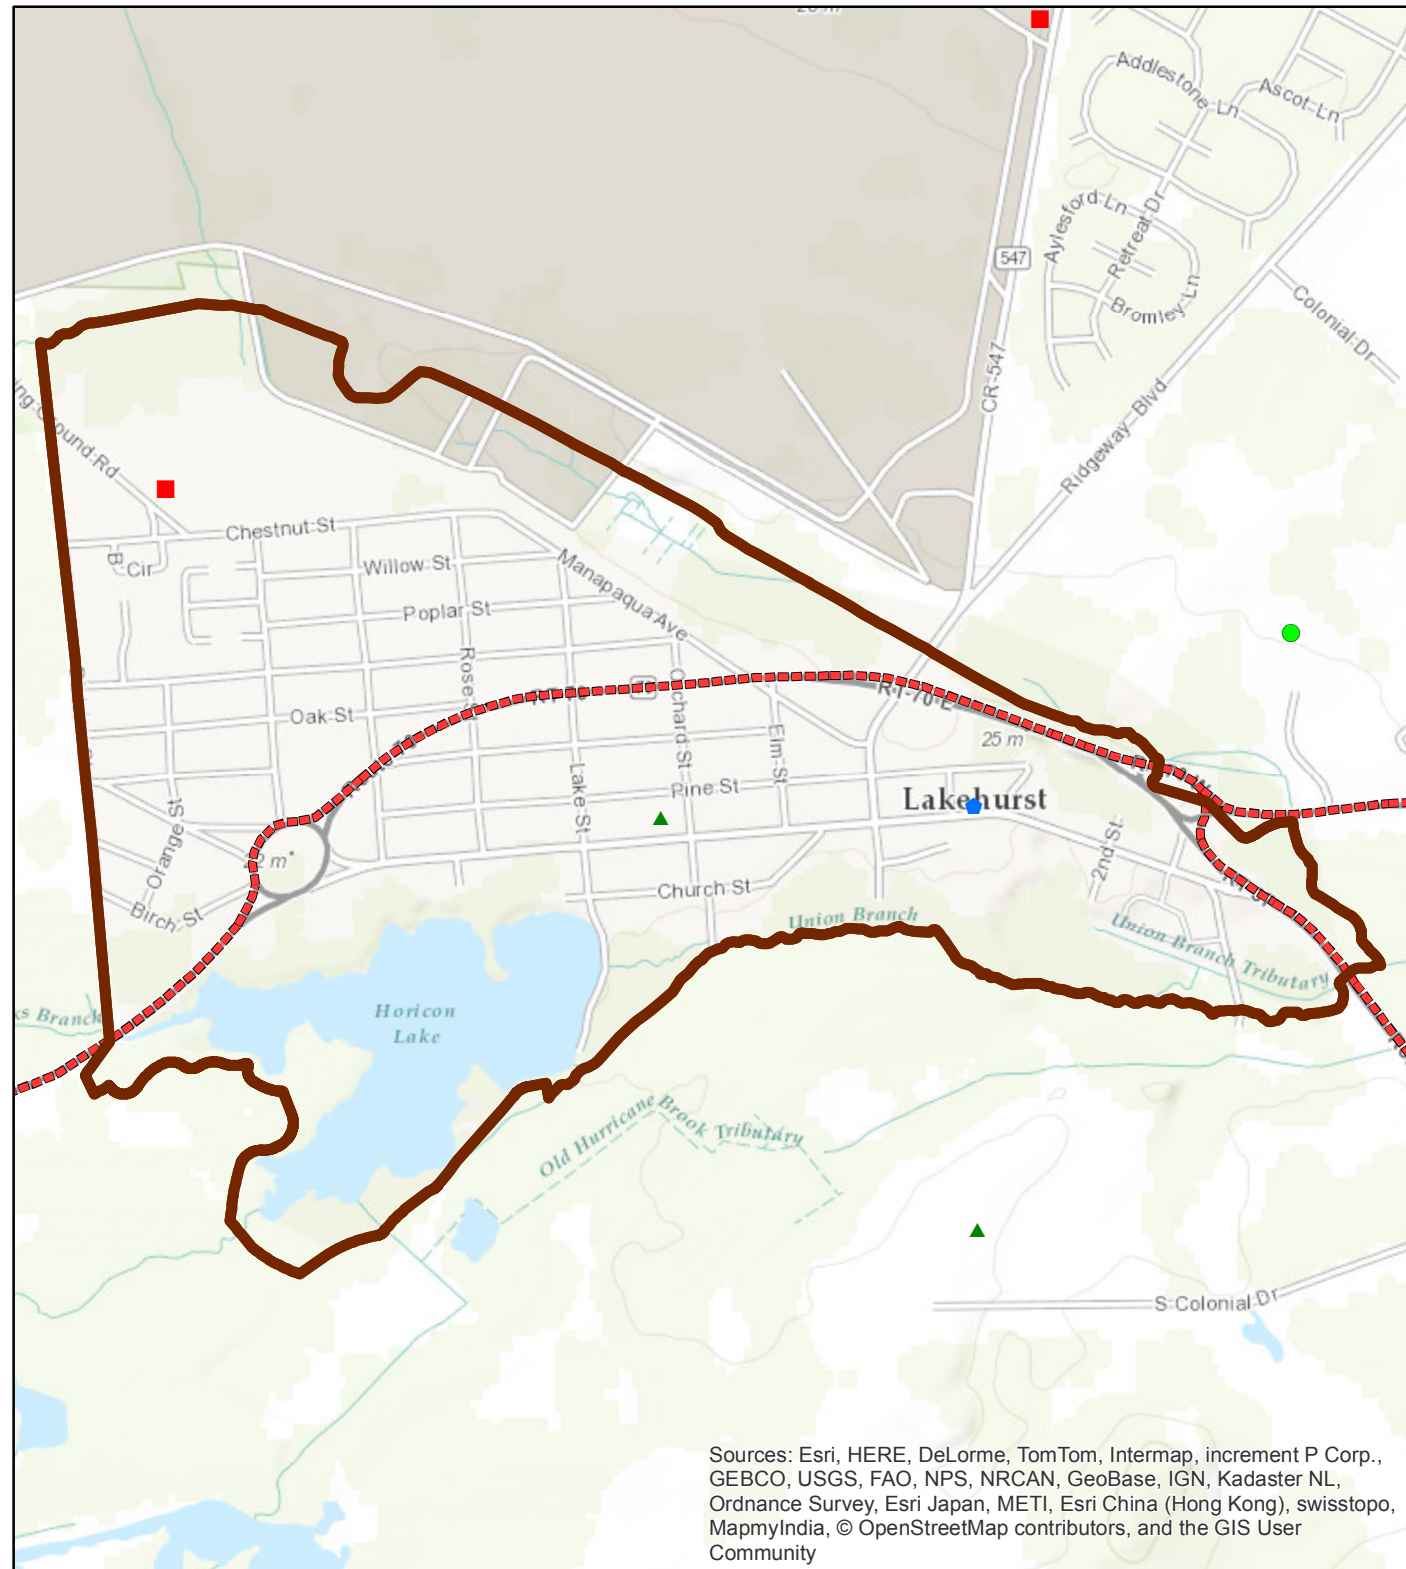 Addlestone Ln
Ascot Ln
Aylesford Ln
Retreat Dr
547
Bromley Ln
Colonial Dr
CR-547
Ridgeway Blvd
Ground Rd
Chestnut St
B Cir
Willow St
Manapaqua Ave
Poplar St
Rose St
Orchard St
RT-70-E
Oak St
25 m
Elm St
Lake St
Pine St
Lakehurst
Orange St
2nd St
Birch St
Church St
Union Branch
Union Branch Tributary
Horicon
Lake
Branch
Old Hurricane Brook Tributary
S Colonial Dr
Sources: Esri, HERE, DeLorme, TomTom, Intermap, increment P Corp.,
GEBCO, USGS, FAO, NPS, NRCAN, GeoBase, IGN, Kadaster NL,
Ordnance Survey, Esri Japan, METI, Esri China (Hong Kong), swisstopo,
MapmyIndia, © OpenStreetMap contributors, and the GIS User
Community